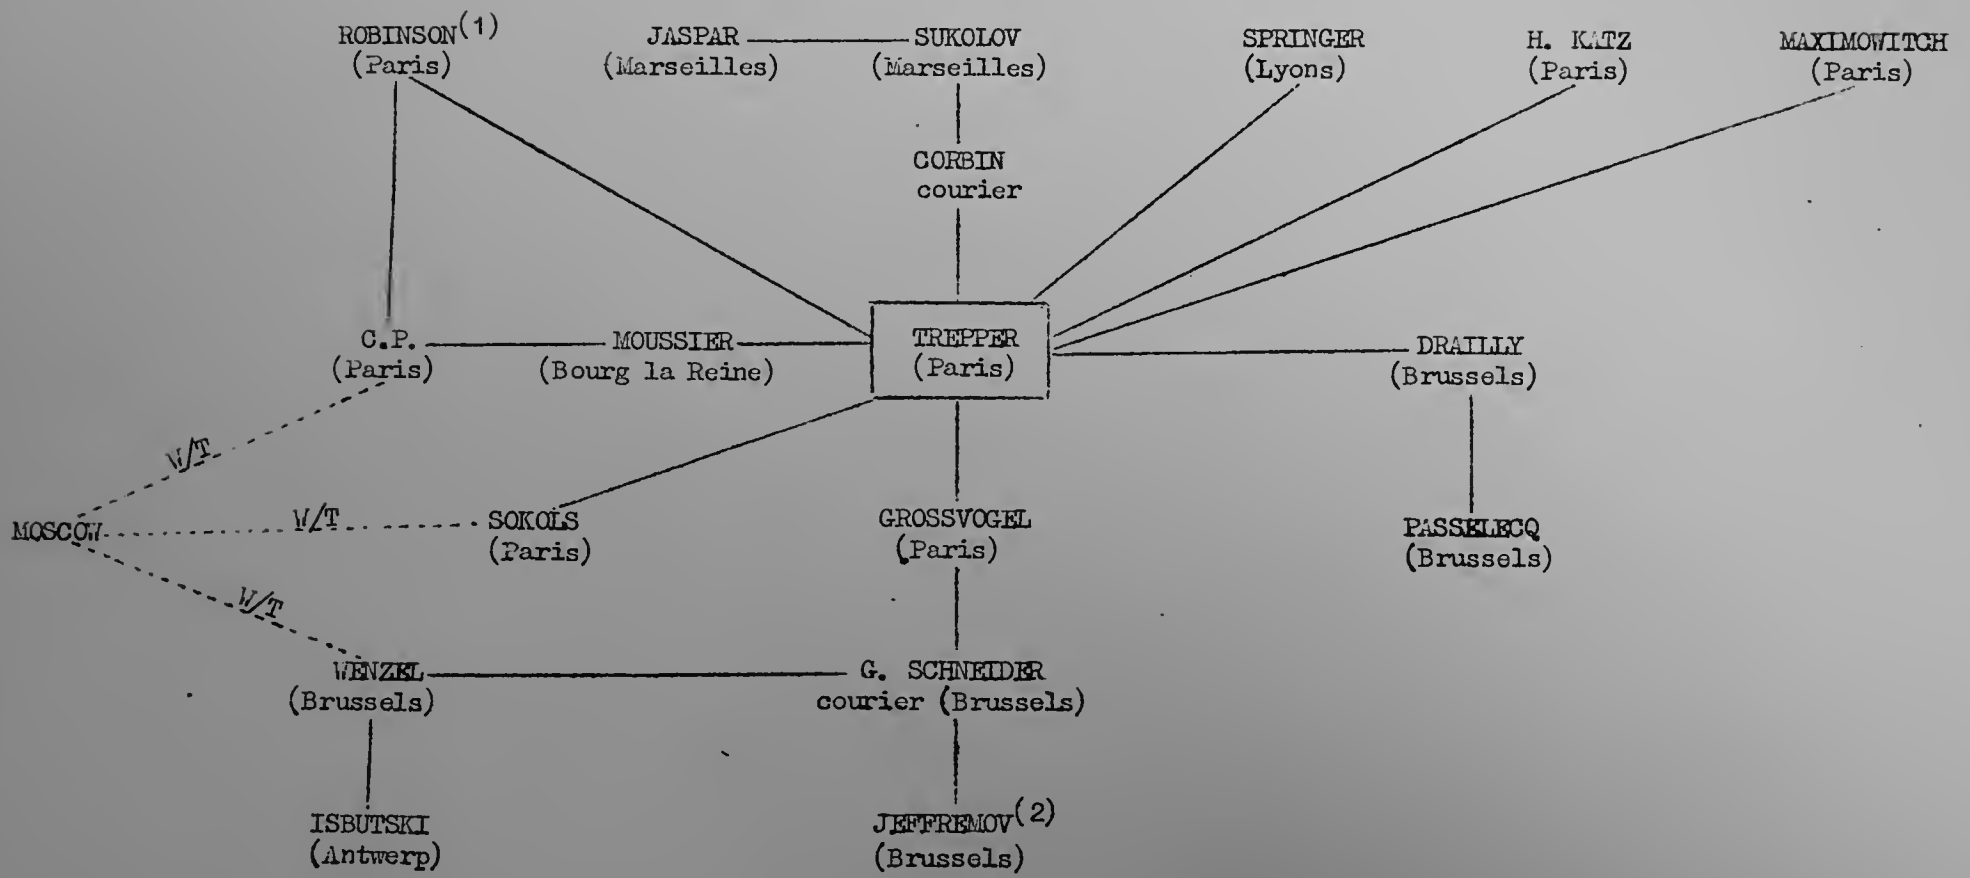 ROBINSON(1)
(Paris)
JASPAR
(Marseilles)
SUKOLOV
(Marseilles)
SPRINGER
(Lyons)
H. KATZ
(Paris)
MAXIMOWITCH
(Paris)
CORBIN
courier
C.P.
(Paris)
MOUSSIER
(Bourg la Reine)
TREPPER
(Paris)
DRAILLY
(Brussels)
W/T
MOSCOW
W/T
SOKOLS
(Paris)
GROSSVOGEL
(Paris)
PASSELECQ
(Brussels)
W/T
WENZEL
(Brussels)
G. SCHNEIDER
courier (Brussels)
ISBUTSKI
(Antwerp)
JEFFREMOV(2)
(Brussels)